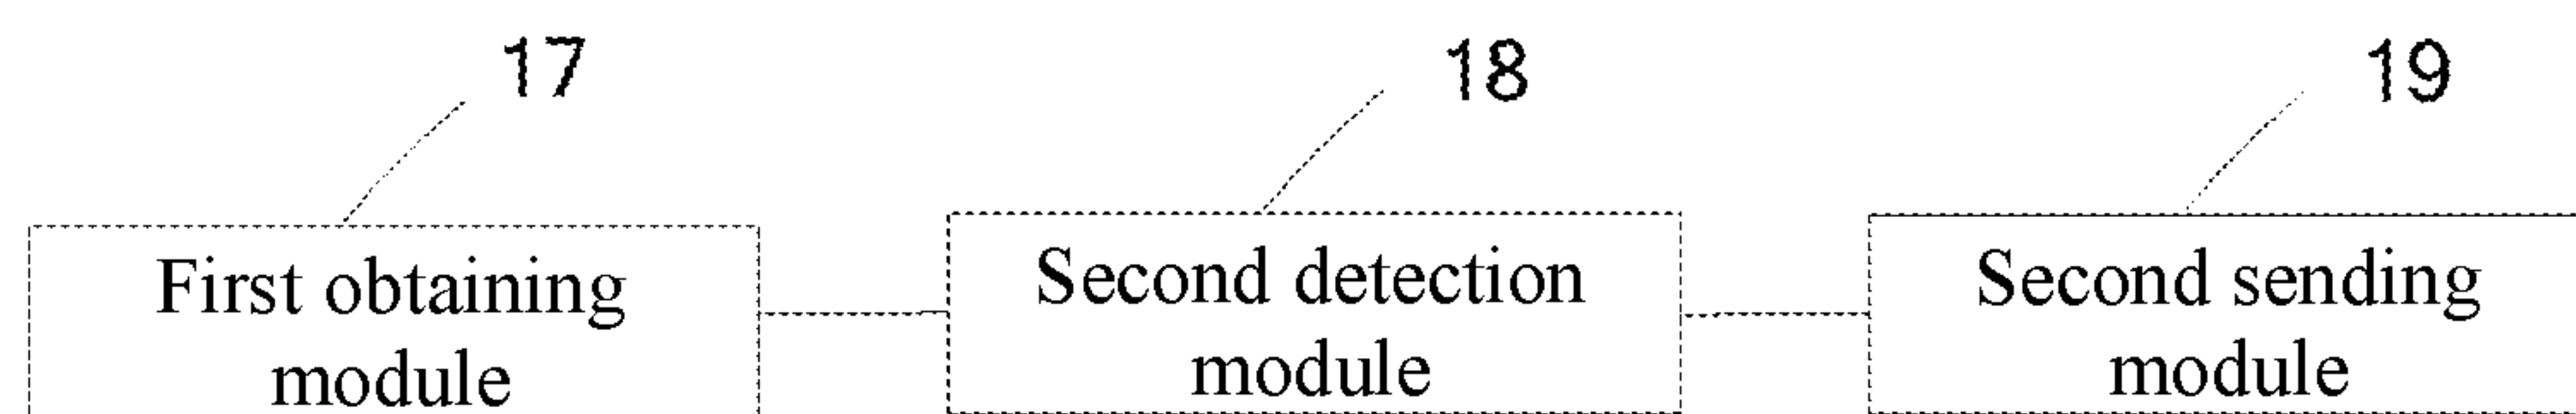 17
18
19
First obtaining
module
Second detection
module
Second sending
module